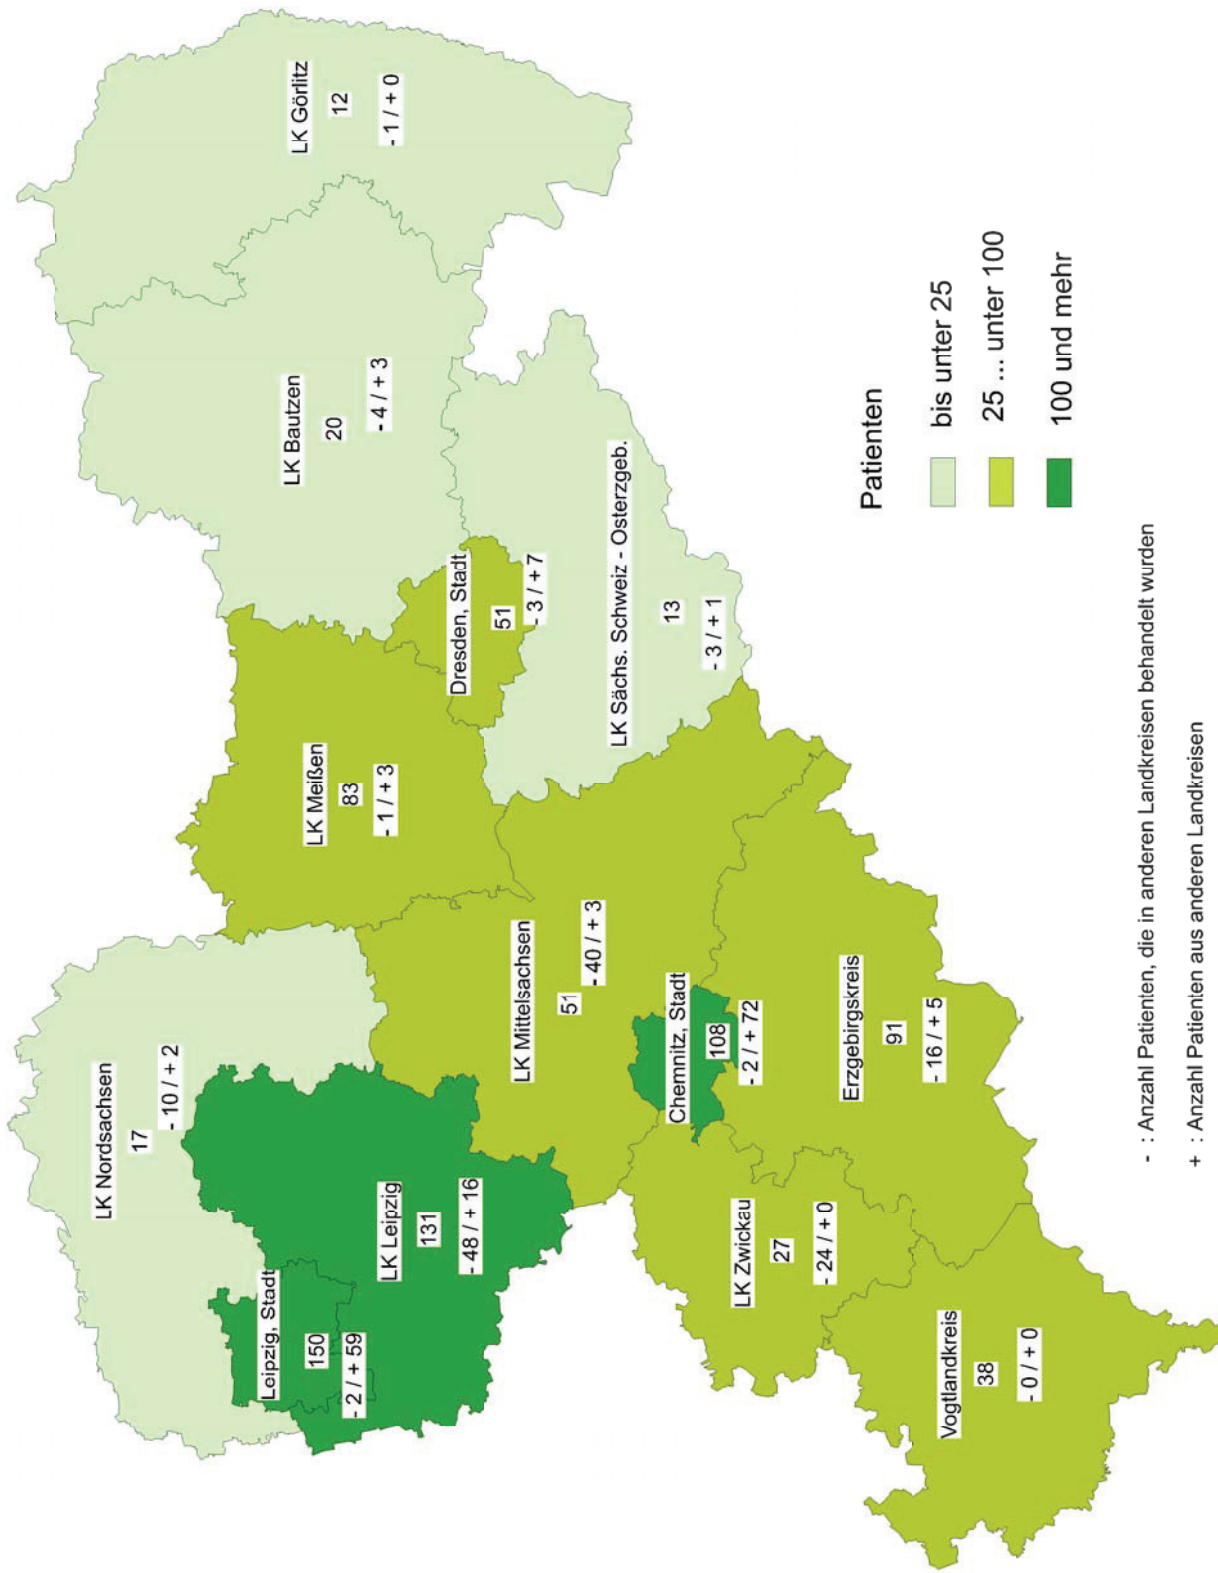 LK Nordsachsen
17
- 10 / + 2
Leipzig, Stadt
150
- 2 / + 59
LK Leipzig
131
- 48 / + 16
LK Meißen
83
- 1 / + 3
LK Bautzen
20
- 4 / + 3
LK Görlitz
12
- 1 / + 0
Dresden, Stadt
51
- 3 / + 7
LK Mittelsachsen
51
- 40 / + 3
LK Sächs. Schweiz - Osterzgeb.
13
- 3 / + 1
Chemnitz, Stadt
108
- 2 / + 72
LK Zwickau
27
- 24 / + 0
Erzgebirgskreis
91
- 16 / + 5
Vogtlandkreis
38
- 0 / + 0
Patienten
bis unter 25
25 ... unter 100
100 und mehr
- : Anzahl Patienten, die in anderen Landkreisen behandelt wurden
+ : Anzahl Patienten aus anderen Landkreisen